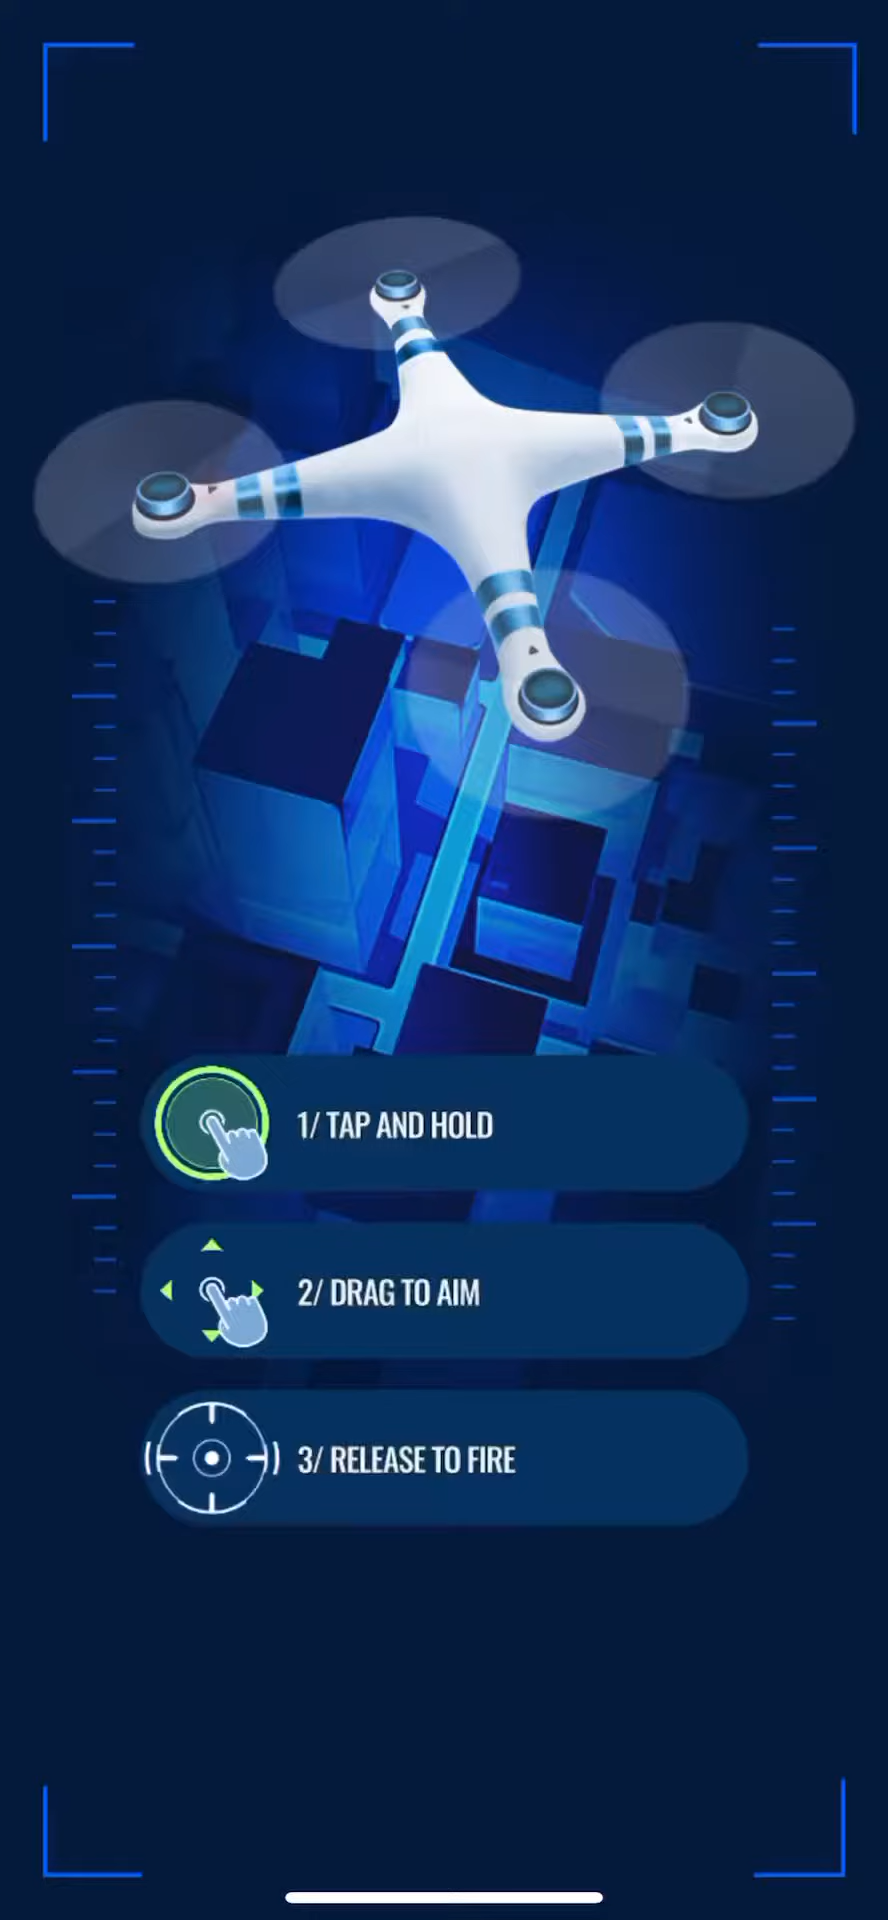 1/ TAP AND HOLD
2/ DRAG TO AIM
3/ RELEASE TO FIRE